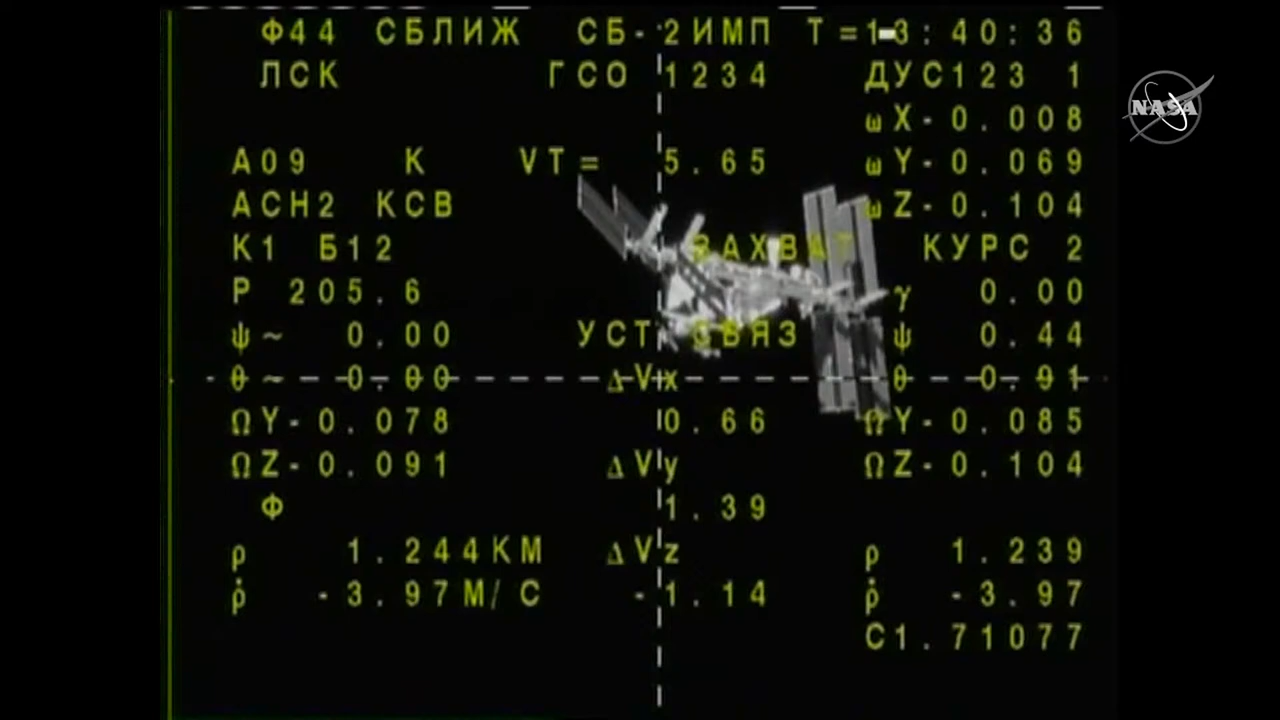 Ф44 СБЛИЖ СБ-2ИМП Т=13:40:36
ЛСК ГСО 1234 ДУС123 1
NASA
ωX-0.008
А09 К VT= 5.65 ωY-0.069
АСН2 КСВ ωZ-0.104
К1 Б12 ЗАХВАТ КУРС 2
Р 205.6 γ 0.00
ψ~ 0.00 УСТ СВЯЗ ψ 0.44
θ~ 0.00 ΔVx θ 0.91
ΩY-0.078 0.66 ΩY-0.085
ΩZ-0.091 ΔVy ΩZ-0.104
Ф 1.39
ρ 1.244КМ ΔVz ρ 1.239
ρ̇ -3.97М/С -1.14 ρ̇ -3.97
С1.71077